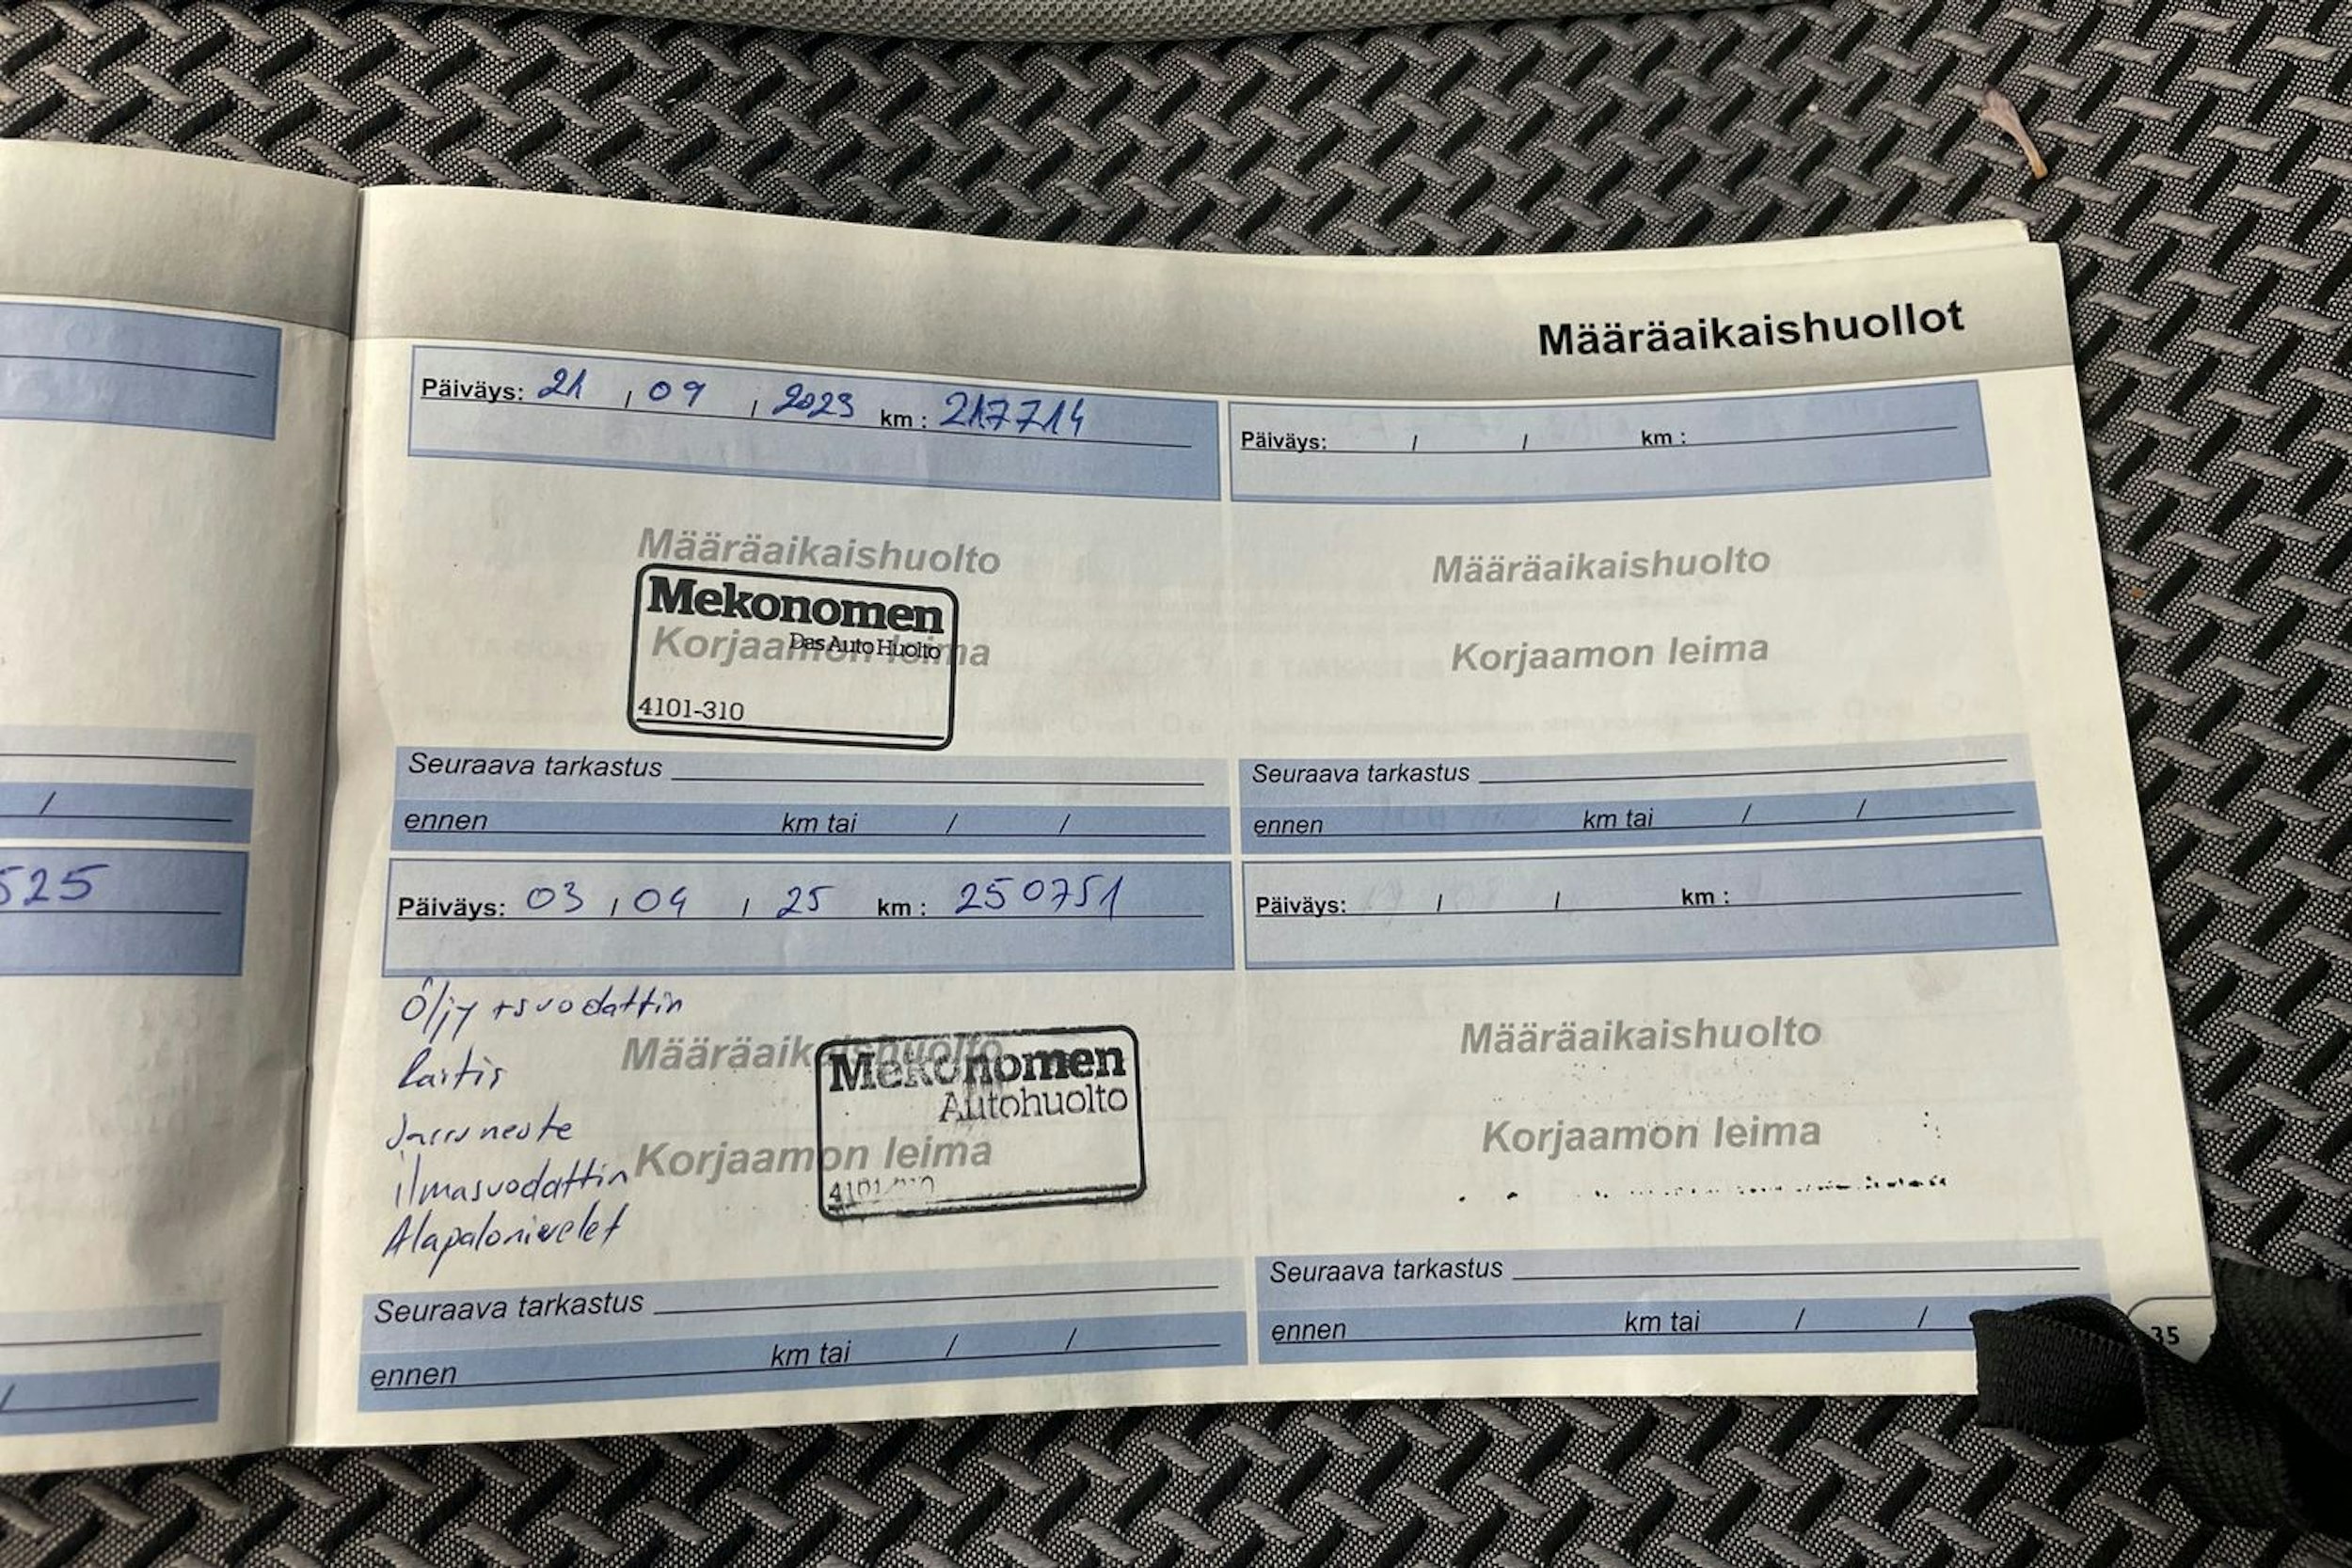 /
525
/
Määräaikaishuollot
Päiväys: 21 / 09 / 2023 km : 217714
Määräaikaishuolto
Mekonomen
Korjaamon leima
Das Auto Huolto
4101-310
Seuraava tarkastus
ennen km tai / /
Päiväys: / / km :
Määräaikaishuolto
Korjaamon leima
Seuraava tarkastus
ennen km tai / /
Päiväys: 03 / 04 / 25 km : 250751
Öljy + suodattin
Raitis
Jarruneste
ilmasuodattin
Alapalonivelet
Määräaikaishuolto
Mekonomen
Autohuolto
Korjaamon leima
Seuraava tarkastus
ennen km tai / /
Päiväys: / / km :
Määräaikaishuolto
Korjaamon leima
Seuraava tarkastus
ennen km tai / /
35